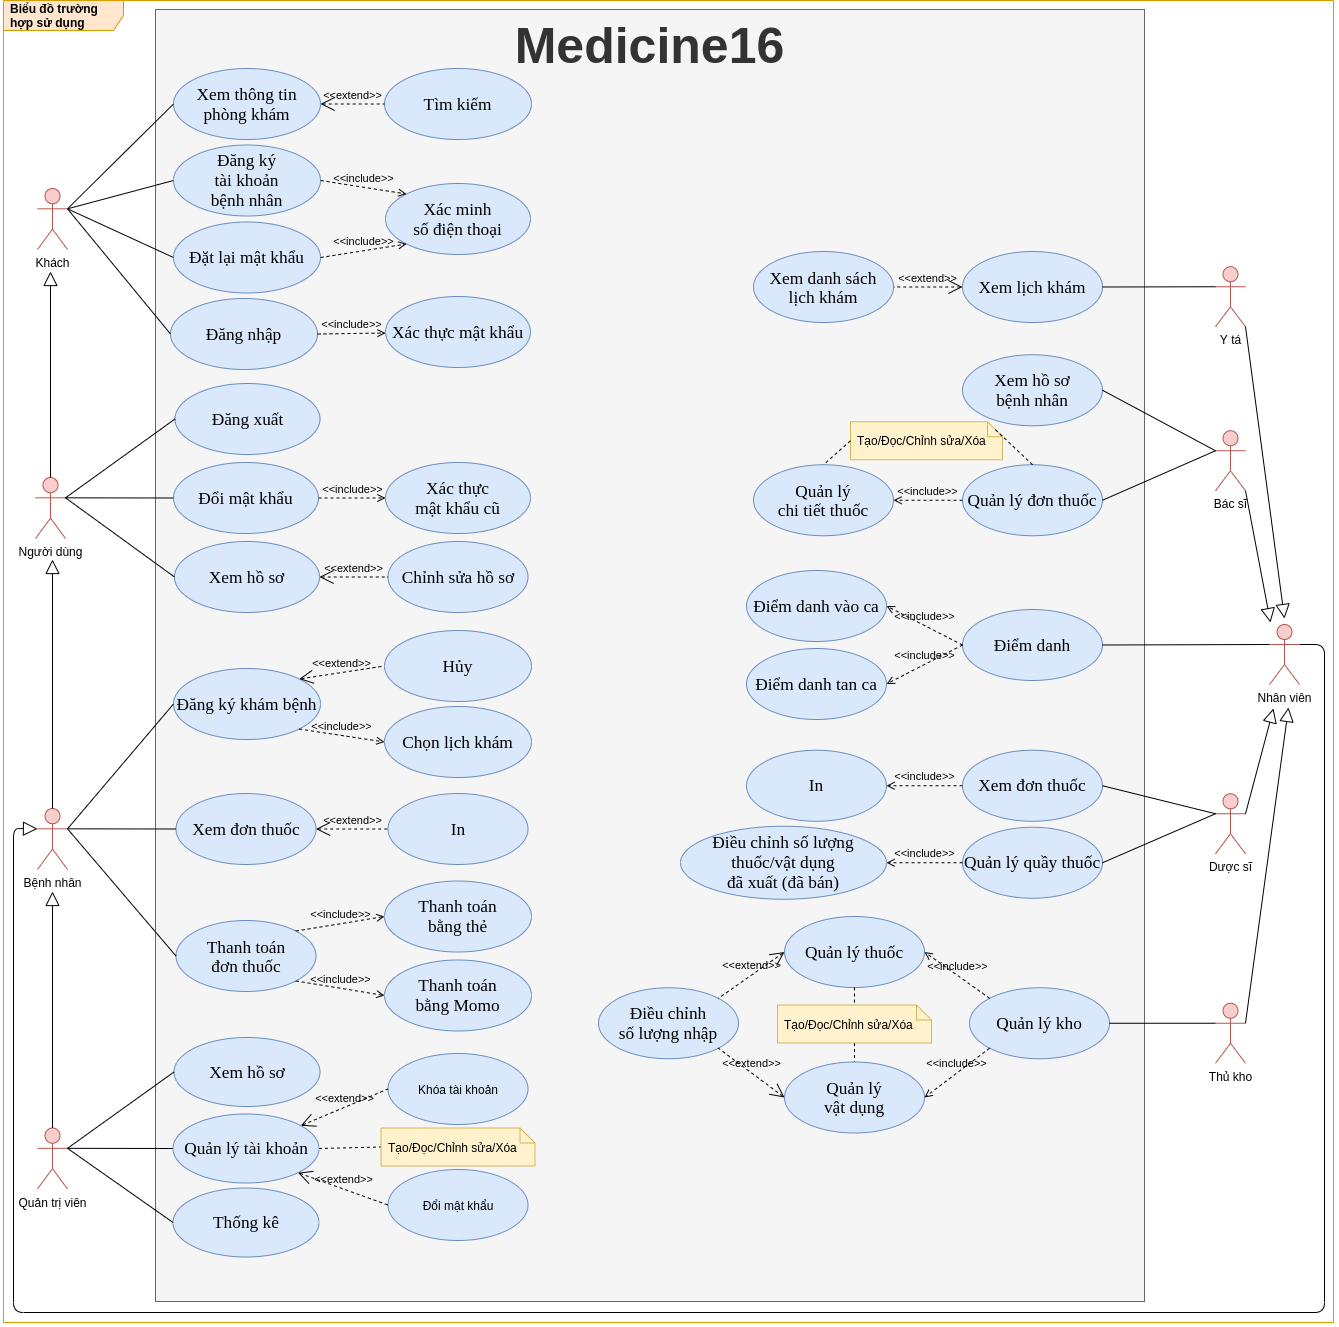 Biểu đồ trường
hợp sử dụng
Medicine16
Xem thông tin
phòng khám
<<extend>>
Tìm kiếm
Đăng ký
tài khoản
bệnh nhân
<<include>>
Xác minh
số điện thoại
Đặt lại mật khẩu
<<include>>
Khách
Đăng nhập
<<include>>
Xác thực mật khẩu
Đăng xuất
Đổi mật khẩu
<<include>>
Xác thực
mật khẩu cũ
Người dùng
Xem hồ sơ
<<extend>>
Chỉnh sửa hồ sơ
<<extend>>
Hủy
Đăng ký khám bệnh
<<include>>
Chọn lịch khám
Xem đơn thuốc
<<extend>>
In
Bệnh nhân
Thanh toán
đơn thuốc
<<include>>
Thanh toán
bằng thẻ
<<include>>
Thanh toán
bằng Momo
Xem hồ sơ
<<extend>>
Khóa tài khoản
Quản lý tài khoản
Tạo/Đọc/Chỉnh sửa/Xóa
<<extend>>
Đổi mật khẩu
Quản trị viên
Thống kê
Xem danh sách
lịch khám
<<extend>>
Xem lịch khám
Y tá
Xem hồ sơ
bệnh nhân
Tạo/Đọc/Chỉnh sửa/Xóa
Quản lý
chi tiết thuốc
<<include>>
Quản lý đơn thuốc
Bác sĩ
Điểm danh vào ca
<<include>>
Điểm danh
<<include>>
Điểm danh tan ca
Nhân viên
In
<<include>>
Xem đơn thuốc
Điều chỉnh số lượng
thuốc/vật dụng
đã xuất (đã bán)
<<include>>
Quản lý quầy thuốc
Dược sĩ
Quản lý thuốc
<<extend>>
<<include>>
Điều chỉnh
số lượng nhập
Tạo/Đọc/Chỉnh sửa/Xóa
Quản lý kho
<<extend>>
<<include>>
Quản lý
vật dụng
Thủ kho